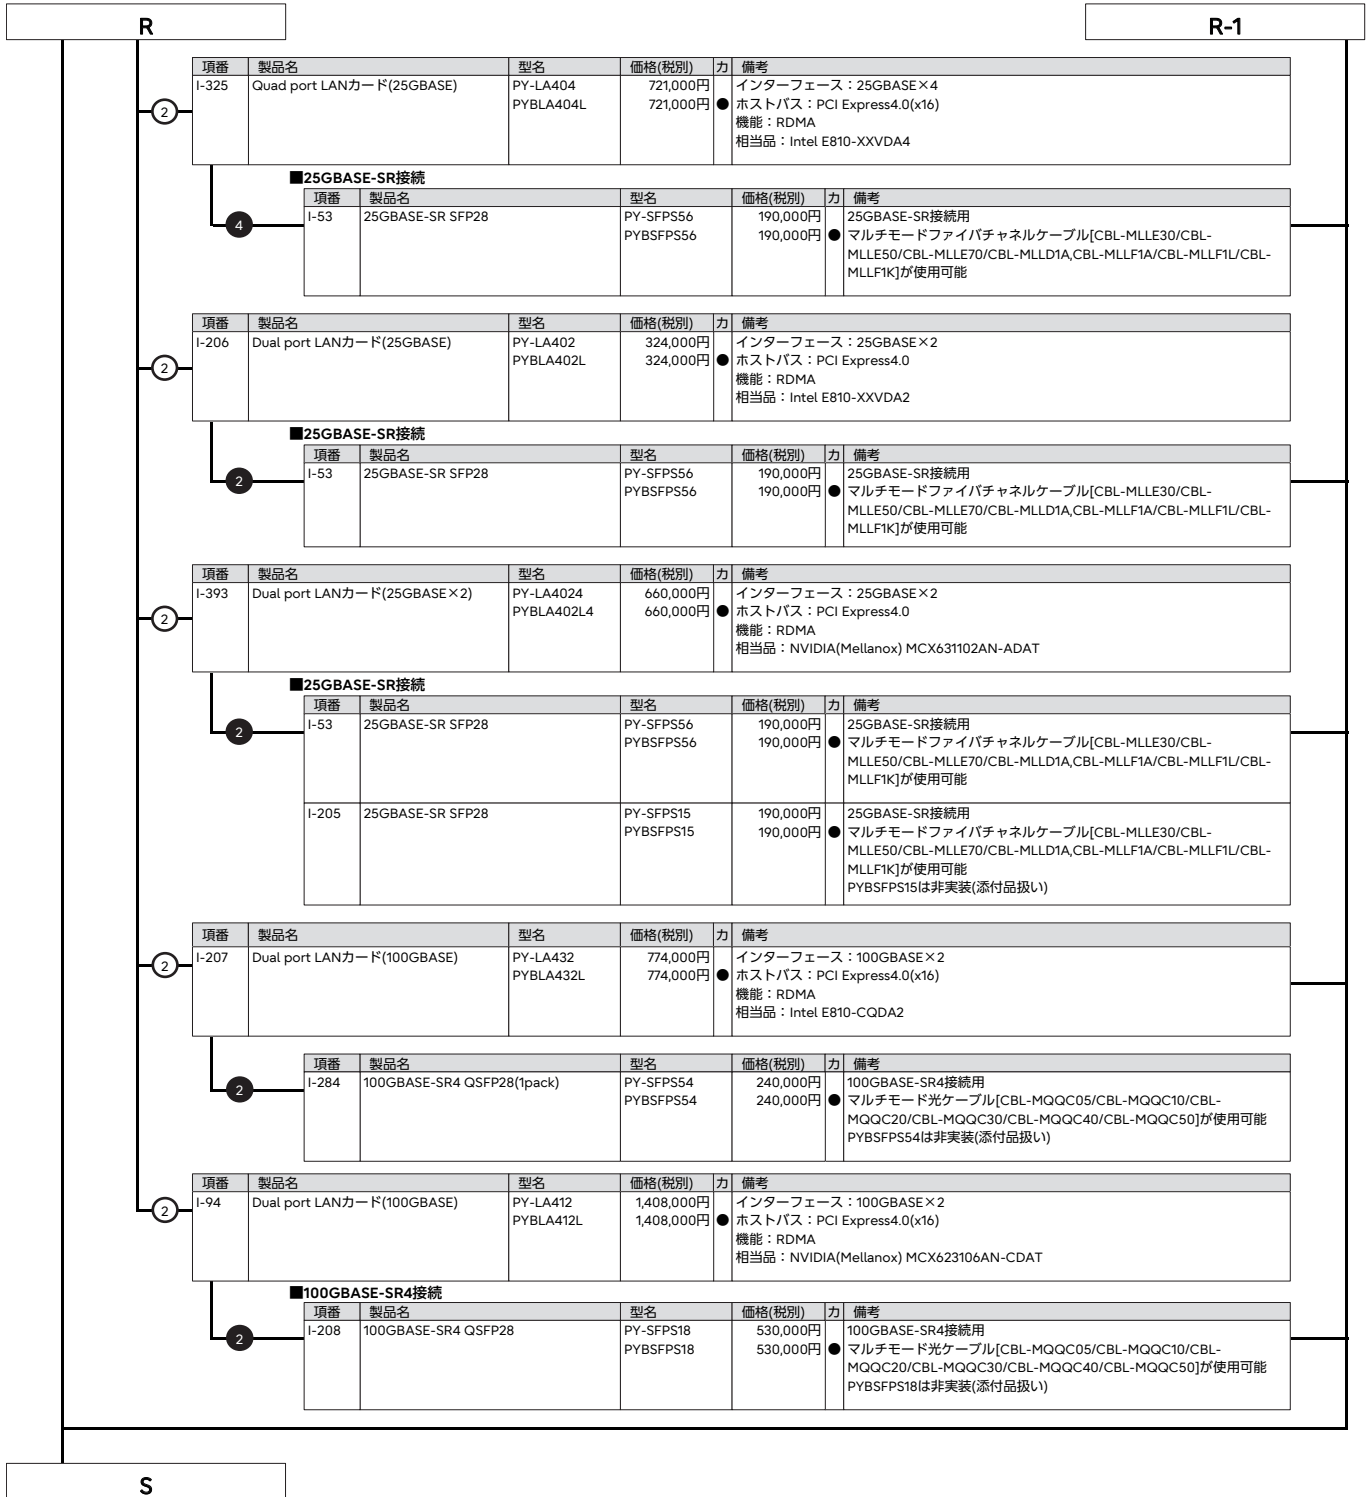 R
R-1
項番 製品名 型名 価格(税別) カ 備考
I-325 Quad port LANカード(25GBASE) PY-LA404 721,000円 インターフェース：25GBASE×4
PYBLA404L 721,000円 ● ホストバス：PCI Express4.0(x16)
機能：RDMA
相当品：Intel E810-XXVDA4
2
■25GBASE-SR接続
項番 製品名 型名 価格(税別) カ 備考
I-53 25GBASE-SR SFP28 PY-SFPS56 190,000円 25GBASE-SR接続用
PYBSFPS56 190,000円 ● マルチモードファイバチャネルケーブル[CBL-MLLE30/CBL-
MLLE50/CBL-MLLE70/CBL-MLLD1A,CBL-MLLF1A/CBL-MLLF1L/CBL-
MLLF1K]が使用可能
4
項番 製品名 型名 価格(税別) カ 備考
I-206 Dual port LANカード(25GBASE) PY-LA402 324,000円 インターフェース：25GBASE×2
PYBLA402L 324,000円 ● ホストバス：PCI Express4.0
機能：RDMA
相当品：Intel E810-XXVDA2
2
■25GBASE-SR接続
項番 製品名 型名 価格(税別) カ 備考
I-53 25GBASE-SR SFP28 PY-SFPS56 190,000円 25GBASE-SR接続用
PYBSFPS56 190,000円 ● マルチモードファイバチャネルケーブル[CBL-MLLE30/CBL-
MLLE50/CBL-MLLE70/CBL-MLLD1A,CBL-MLLF1A/CBL-MLLF1L/CBL-
MLLF1K]が使用可能
2
項番 製品名 型名 価格(税別) カ 備考
I-393 Dual port LANカード(25GBASE×2) PY-LA4024 660,000円 インターフェース：25GBASE×2
PYBLA402L4 660,000円 ● ホストバス：PCI Express4.0
機能：RDMA
相当品：NVIDIA(Mellanox) MCX631102AN-ADAT
2
■25GBASE-SR接続
項番 製品名 型名 価格(税別) カ 備考
I-53 25GBASE-SR SFP28 PY-SFPS56 190,000円 25GBASE-SR接続用
PYBSFPS56 190,000円 ● マルチモードファイバチャネルケーブル[CBL-MLLE30/CBL-
MLLE50/CBL-MLLE70/CBL-MLLD1A,CBL-MLLF1A/CBL-MLLF1L/CBL-
MLLF1K]が使用可能
2
I-205 25GBASE-SR SFP28 PY-SFPS15 190,000円 25GBASE-SR接続用
PYBSFPS15 190,000円 ● マルチモードファイバチャネルケーブル[CBL-MLLE30/CBL-
MLLE50/CBL-MLLE70/CBL-MLLD1A,CBL-MLLF1A/CBL-MLLF1L/CBL-
MLLF1K]が使用可能
PYBSFPS15は非実装(添付品扱い)
項番 製品名 型名 価格(税別) カ 備考
I-207 Dual port LANカード(100GBASE) PY-LA432 774,000円 インターフェース：100GBASE×2
PYBLA432L 774,000円 ● ホストバス：PCI Express4.0(x16)
機能：RDMA
相当品：Intel E810-CQDA2
2
項番 製品名 型名 価格(税別) カ 備考
I-284 100GBASE-SR4 QSFP28(1pack) PY-SFPS54 240,000円 100GBASE-SR4接続用
PYBSFPS54 240,000円 ● マルチモード光ケーブル[CBL-MQQC05/CBL-MQQC10/CBL-
MQQC20/CBL-MQQC30/CBL-MQQC40/CBL-MQQC50]が使用可能
PYBSFPS54は非実装(添付品扱い)
2
項番 製品名 型名 価格(税別) カ 備考
I-94 Dual port LANカード(100GBASE) PY-LA412 1,408,000円 インターフェース：100GBASE×2
PYBLA412L 1,408,000円 ● ホストバス：PCI Express4.0(x16)
機能：RDMA
相当品：NVIDIA(Mellanox) MCX623106AN-CDAT
2
■100GBASE-SR4接続
項番 製品名 型名 価格(税別) カ 備考
I-208 100GBASE-SR4 QSFP28 PY-SFPS18 530,000円 100GBASE-SR4接続用
PYBSFPS18 530,000円 ● マルチモード光ケーブル[CBL-MQQC05/CBL-MQQC10/CBL-
MQQC20/CBL-MQQC30/CBL-MQQC40/CBL-MQQC50]が使用可能
PYBSFPS18は非実装(添付品扱い)
2
S